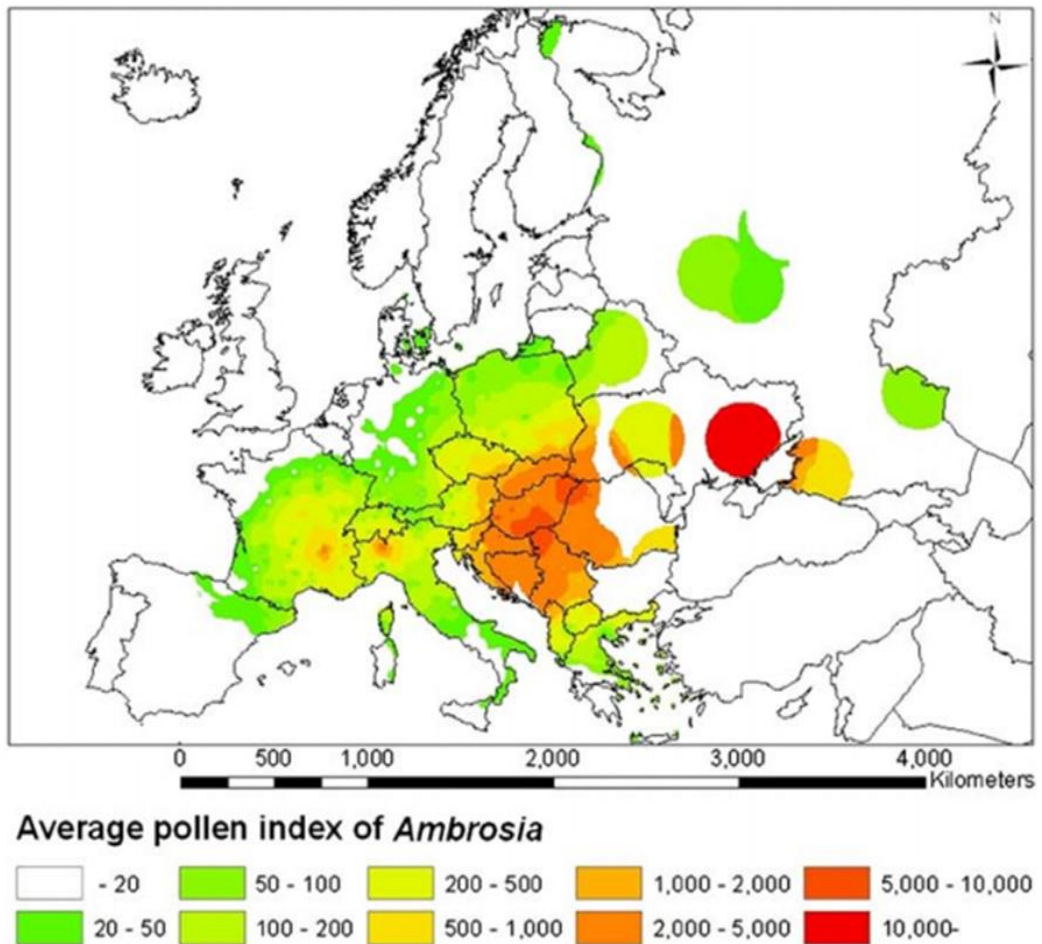 N
0 500 1,000 2,000 3,000 4,000
Kilometers
Average pollen index of Ambrosia
- 20 50 - 100 200 - 500 1,000 - 2,000 5,000 - 10,000
20 - 50 100 - 200 500 - 1,000 2,000 - 5,000 10,000-